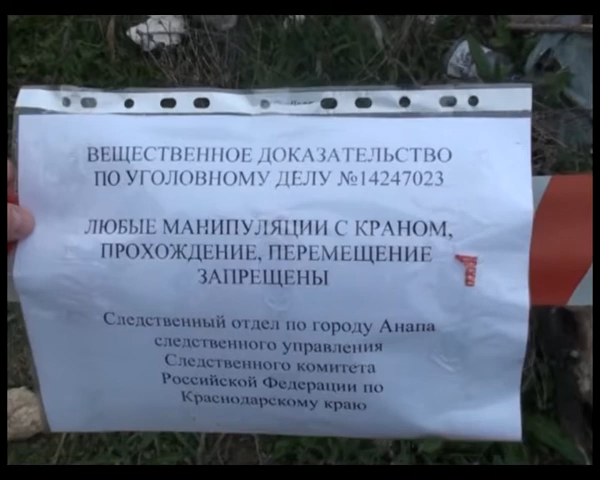 ВЕЩЕСТВЕННОЕ ДОКАЗАТЕЛЬСТВО
ПО УГОЛОВНОМУ ДЕЛУ №14247023
ЛЮБЫЕ МАНИПУЛЯЦИИ С КРАНОМ,
ПРОХОЖДЕНИЕ, ПЕРЕМЕЩЕНИЕ
ЗАПРЕЩЕНЫ
Следственный отдел по городу Анапа
следственного управления
Следственного комитета
Российской Федерации по
Краснодарскому краю